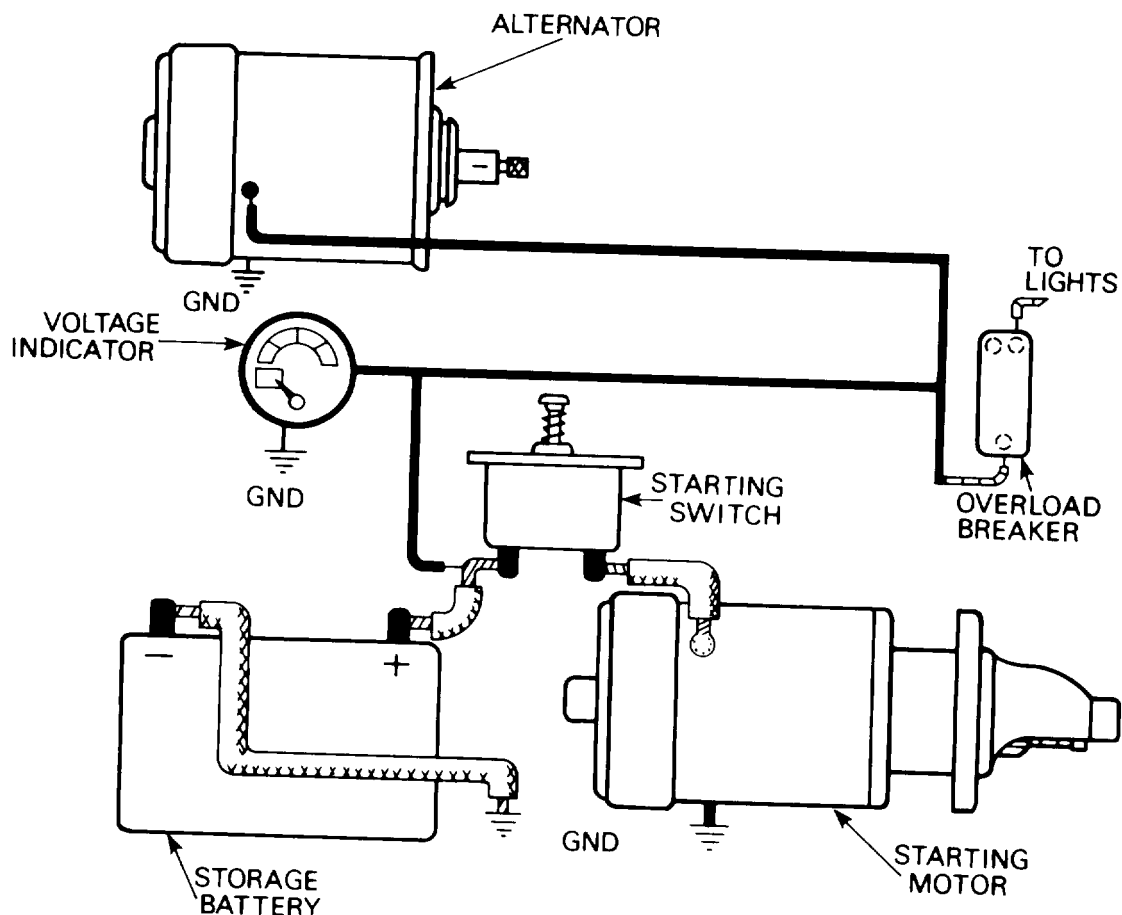 ALTERNATOR
TO
LIGHTS
GND
VOLTAGE
INDICATOR
GND
STARTING
SWITCH
OVERLOAD
BREAKER
−
+
GND
STORAGE
BATTERY
STARTING
MOTOR